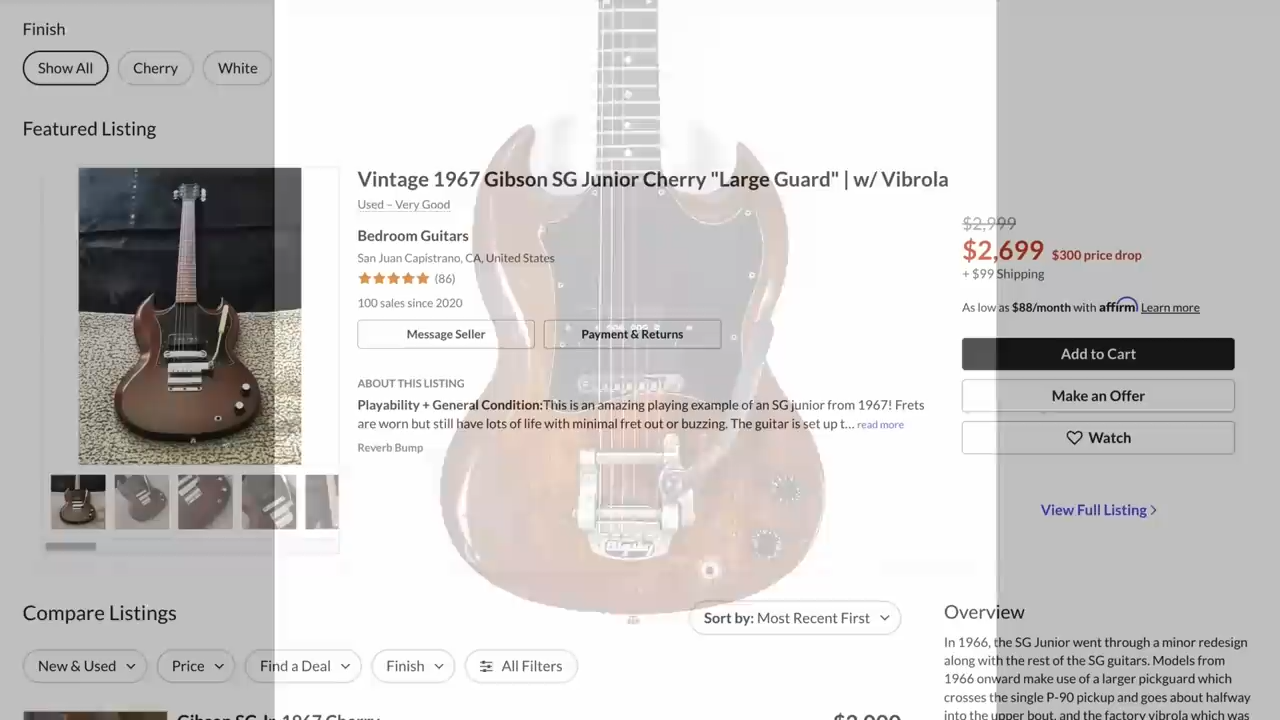 Finish
Show All
Cherry
White
Featured Listing
Vintage 1967 Gibson SG Junior Cherry "Large Guard" | w/ Vibrola
Used – Very Good
Bedroom Guitars
San Juan Capistrano, CA, United States
(86)
100 sales since 2020
Message Seller
Payment & Returns
ABOUT THIS LISTING
Playability + General Condition:This is an amazing playing example of an SG junior from 1967! Frets
are worn but still have lots of life with minimal fret out or buzzing. The guitar is set up t... read more
Reverb Bump
$2,999
$2,699 $300 price drop
+ $99 Shipping
As low as $88/month with affirm Learn more
Add to Cart
Make an Offer
Watch
View Full Listing
Compare Listings
Sort by: Most Recent First
New & Used
Price
Find a Deal
Finish
All Filters
Gibson SG Jr. 1967 Cherry
Overview
In 1966, the SG Junior went through a minor redesign
along with the rest of the SG guitars. Models from
1966 onward make use of a larger pickguard which
crosses the single P-90 pickup and goes about halfway
into the upper bout, and the factory vibrola which was